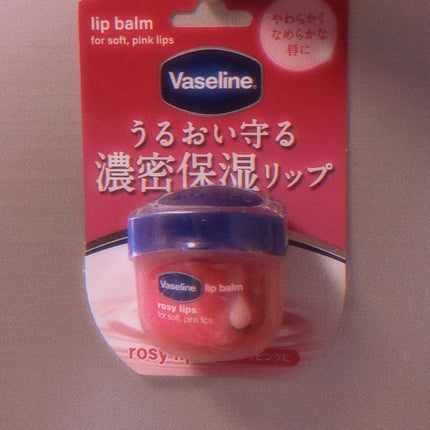 lip balm
for soft, pink lips
やわらかく
なめらかな
唇に
Vaseline
うるおい守る
濃密保湿リップ
Vaseline lip balm
rosy lips
for soft, pink lips
rosy
ピンクに